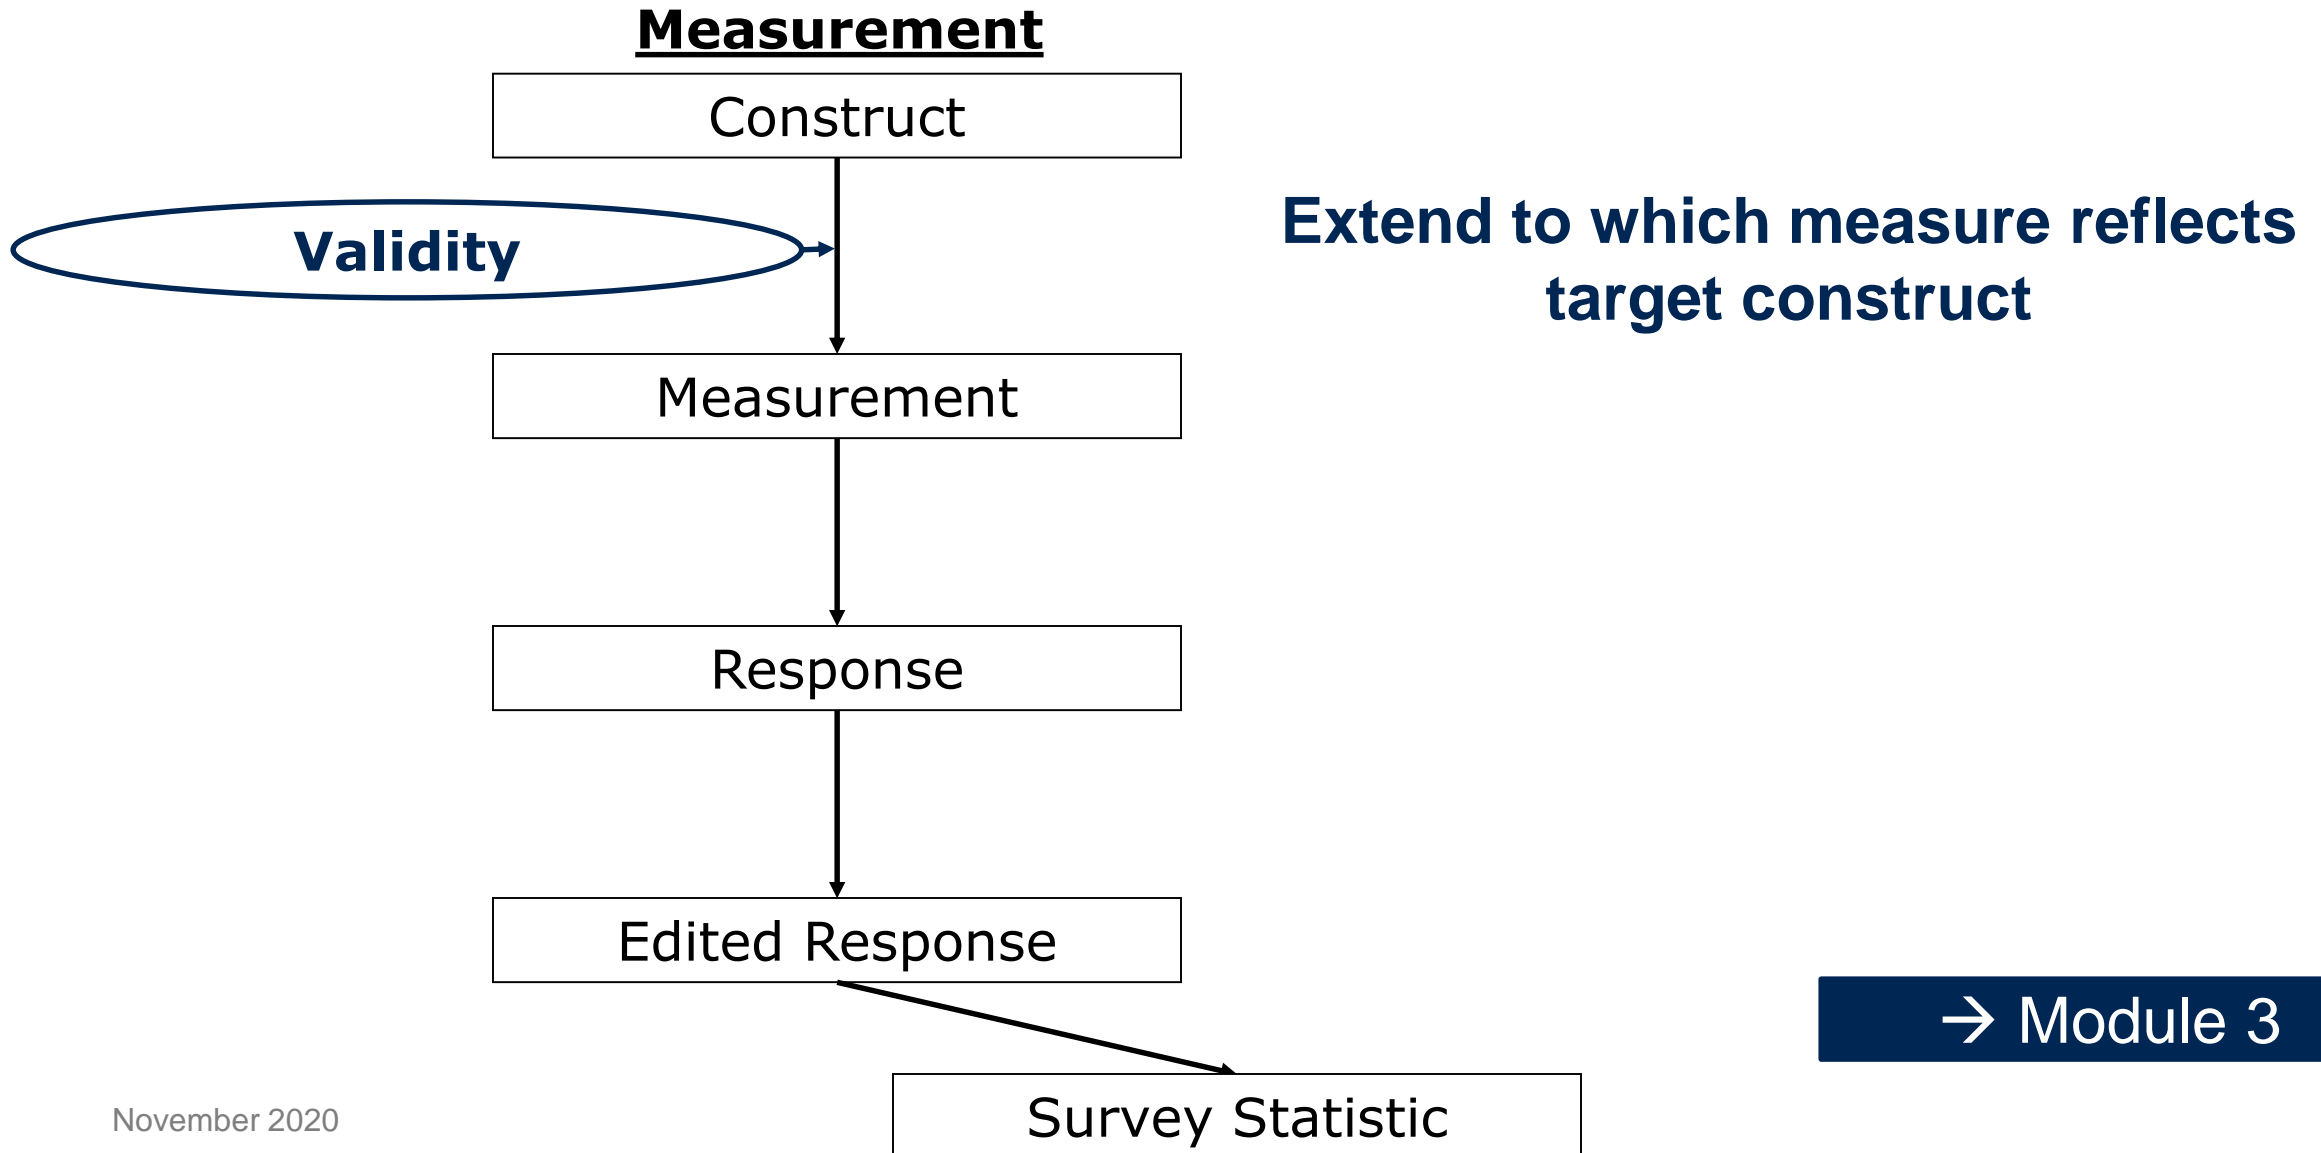 Measurement
Construct
Validity
Extend to which measure reflects
target construct
Measurement
Response
Edited Response
→ Module 3
Survey Statistic
November 2020